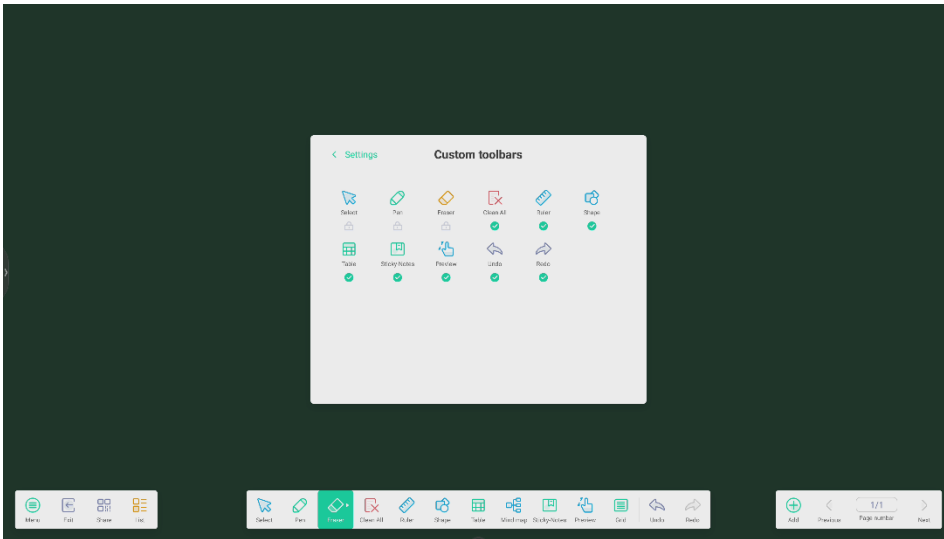 Settings
Custom toolbars
Select Pen Eraser Clean All Ruler Shape
Table Sticky Notes Preview Undo Redo
Menu Exit Share List
Select Pen Eraser Clean All Ruler Shape Table Mind map Sticky Notes Preview Grid Undo Redo
Add Previous 1/1 Page number Next